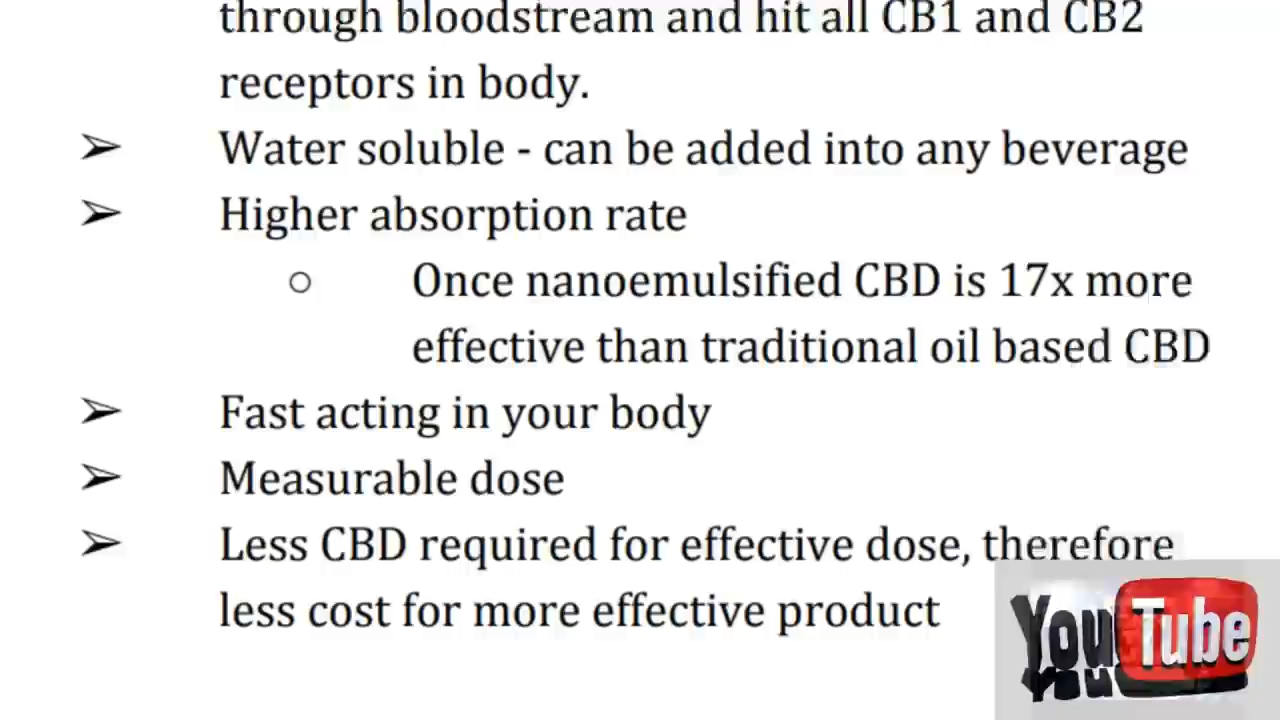 through bloodstream and hit all CB1 and CB2
receptors in body.
➢ Water soluble - can be added into any beverage
➢ Higher absorption rate
○ Once nanoemulsified CBD is 17x more
effective than traditional oil based CBD
➢ Fast acting in your body
➢ Measurable dose
➢ Less CBD required for effective dose, therefore
less cost for more effective product
YouTube